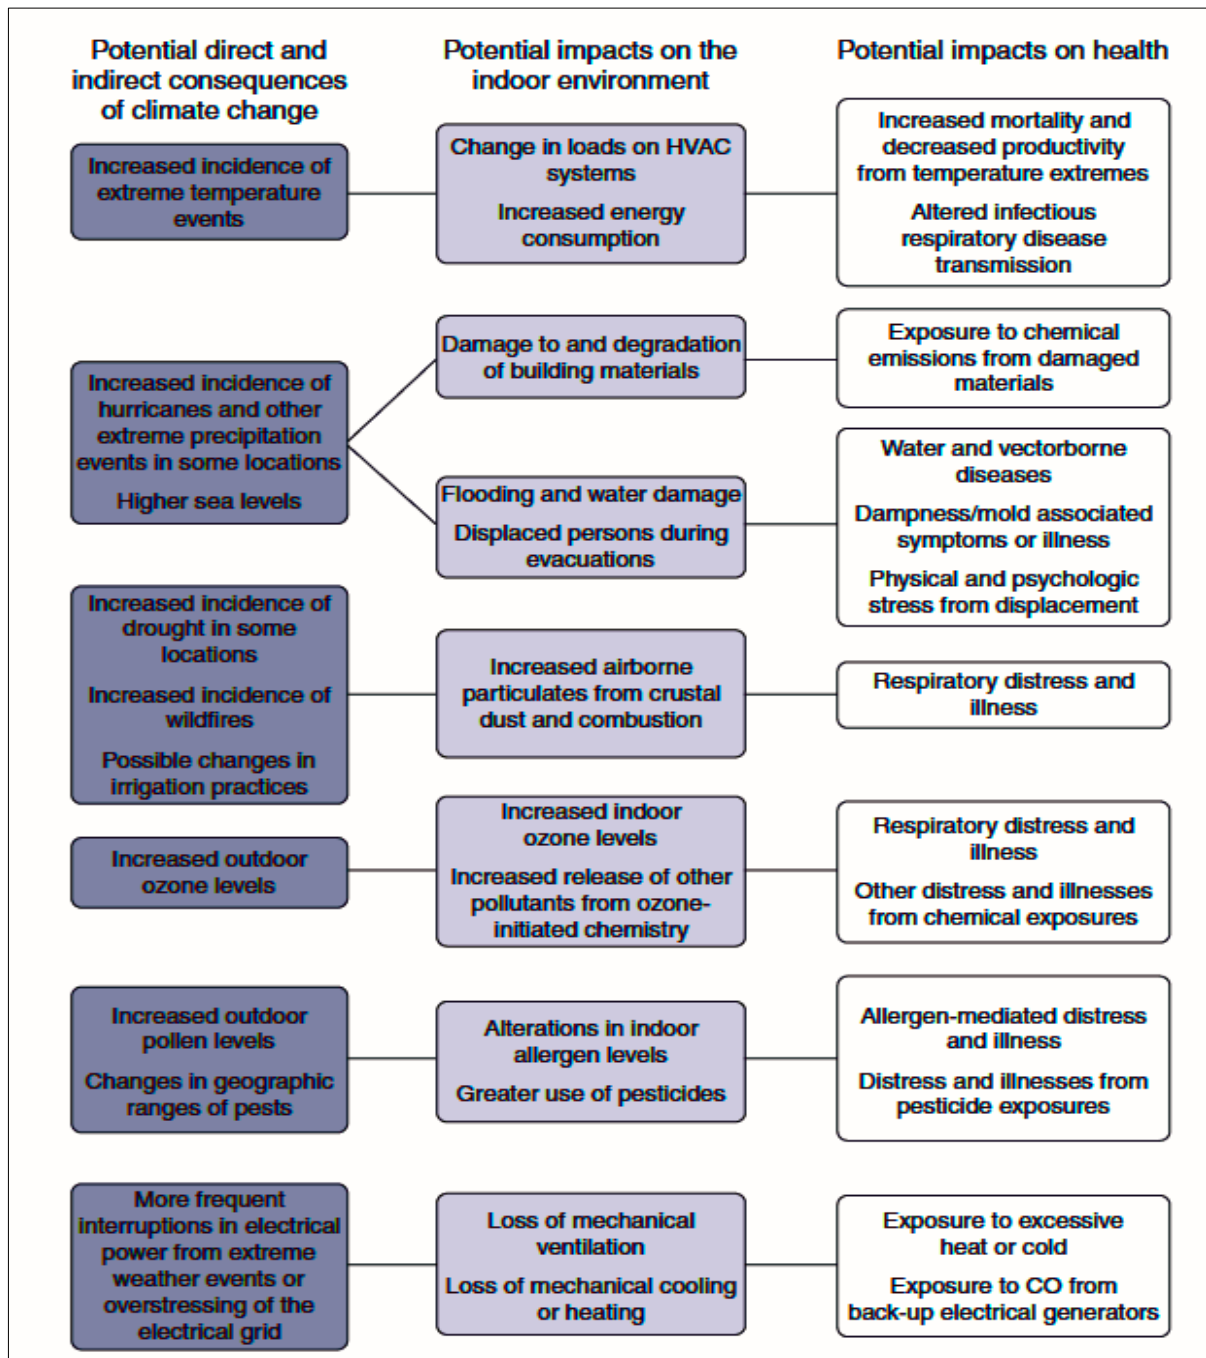 Potential direct and
indirect consequences
of climate change
Potential impacts on the
indoor environment
Potential impacts on health
Increased incidence of
extreme temperature
events
Change in loads on HVAC
systems
Increased energy
consumption
Increased mortality and
decreased productivity
from temperature extremes
Altered infectious
respiratory disease
transmission
Increased incidence of
hurricanes and other
extreme precipitation
events in some locations
Higher sea levels
Damage to and degradation
of building materials
Exposure to chemical
emissions from damaged
materials
Flooding and water damage
Displaced persons during
evacuations
Water and vectorborne
diseases
Dampness/mold associated
symptoms or illness
Physical and psychologic
stress from displacement
Increased incidence of
drought in some
locations
Increased incidence of
wildfires
Possible changes in
irrigation practices
Increased airborne
particulates from crustal
dust and combustion
Respiratory distress and
illness
Increased outdoor
ozone levels
Increased indoor
ozone levels
Increased release of other
pollutants from ozone-
initiated chemistry
Respiratory distress and
illness
Other distress and illnesses
from chemical exposures
Increased outdoor
pollen levels
Changes in geographic
ranges of pests
Alterations in indoor
allergen levels
Greater use of pesticides
Allergen-mediated distress
and illness
Distress and illnesses from
pesticide exposures
More frequent
interruptions in electrical
power from extreme
weather events or
overstressing of the
electrical grid
Loss of mechanical
ventilation
Loss of mechanical cooling
or heating
Exposure to excessive
heat or cold
Exposure to CO from
back-up electrical generators